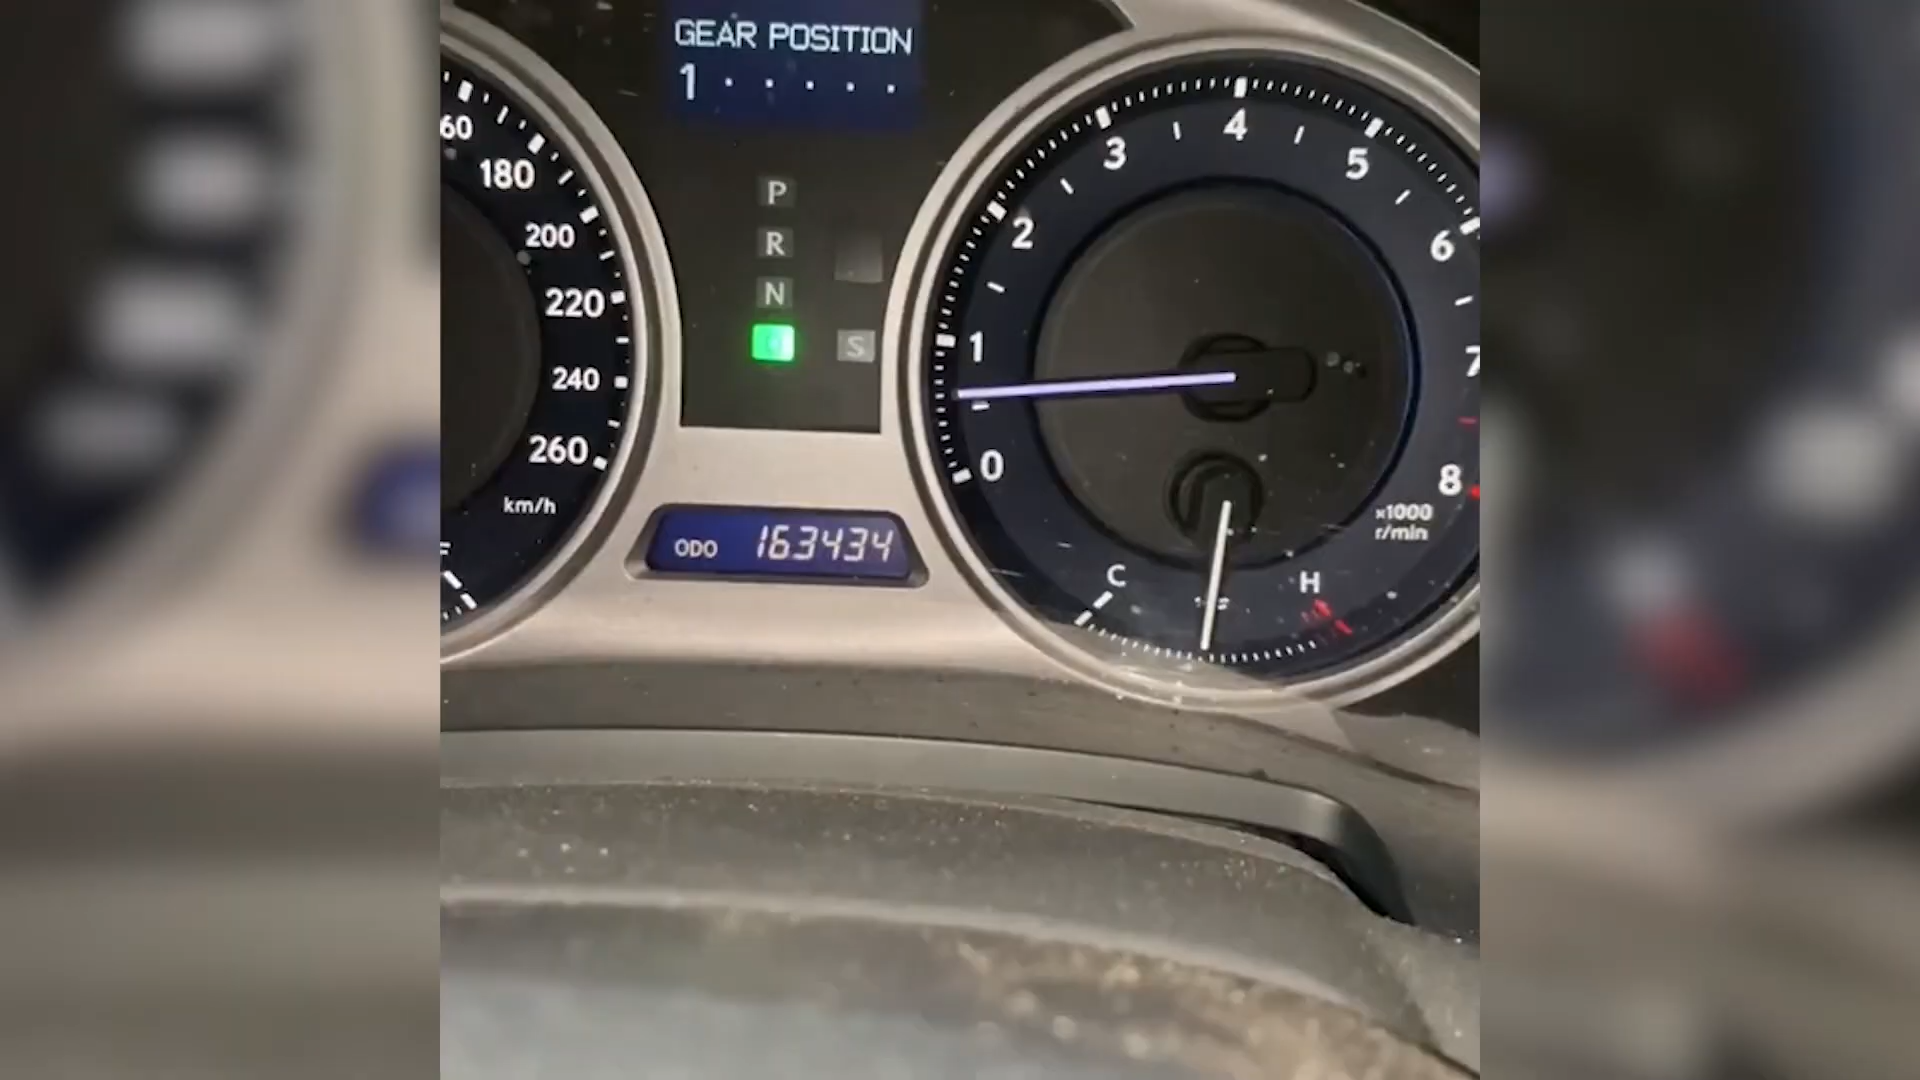 GEAR POSITION
1 . . . . .
60
180
200
220
240
260
km/h
F
P
R
N
S
ODO 163434
0
1
2
3
4
5
6
7
8
x1000
r/min
C
H